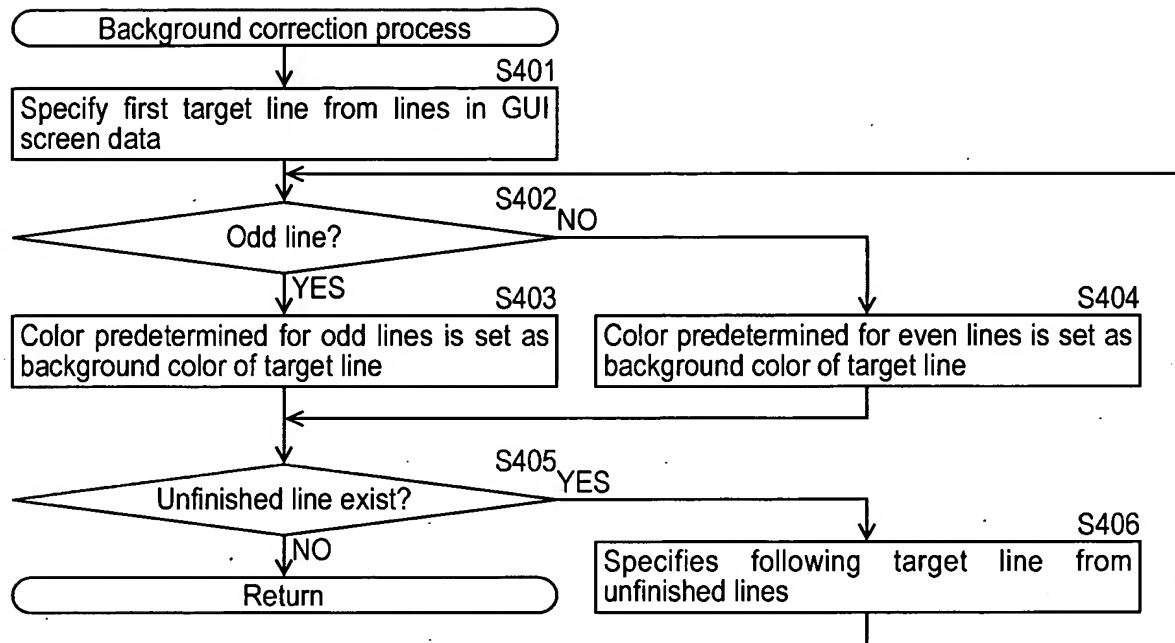 Background correction process
S401
Specify first target line from lines in GUI
screen data
S402
NO
Odd line?
YES
S403
S404
Color predetermined for odd lines is set as
background color of target line
Color predetermined for even lines is set as
background color of target line
S405
YES
Unfinished line exist?
S406
NO
Specifies following target line from
unfinished lines
Return